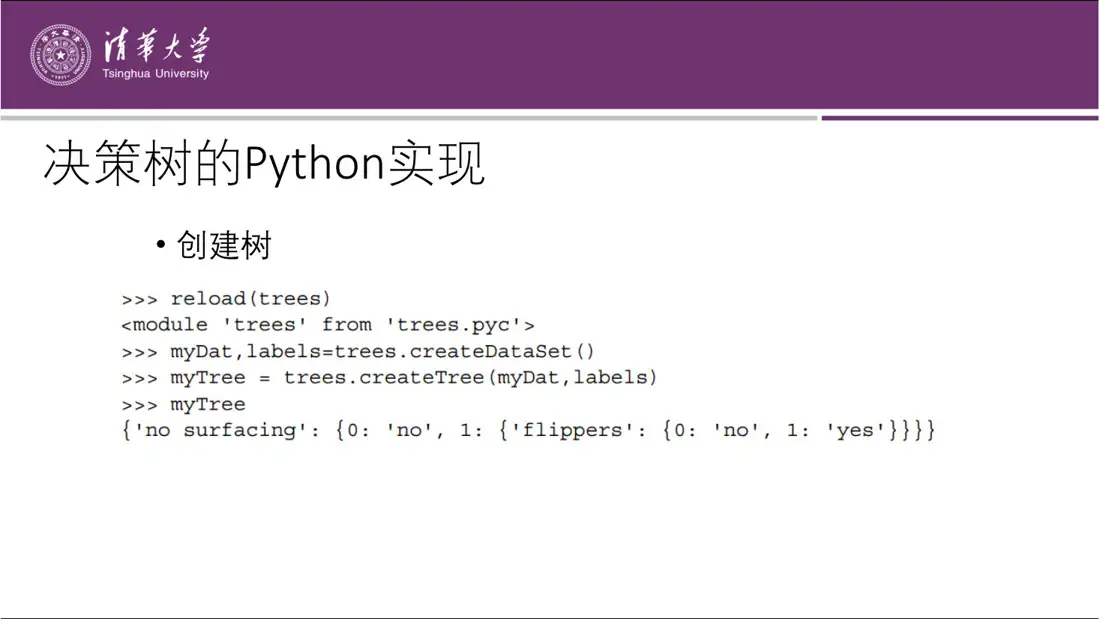 清华大学
Tsinghua University
决策树的Python实现
• 创建树
>>> reload(trees)
<module 'trees' from 'trees.pyc'>
>>> myDat,labels=trees.createDataSet()
>>> myTree = trees.createTree(myDat,labels)
>>> myTree
{'no surfacing': {0: 'no', 1: {'flippers': {0: 'no', 1: 'yes'}}}}